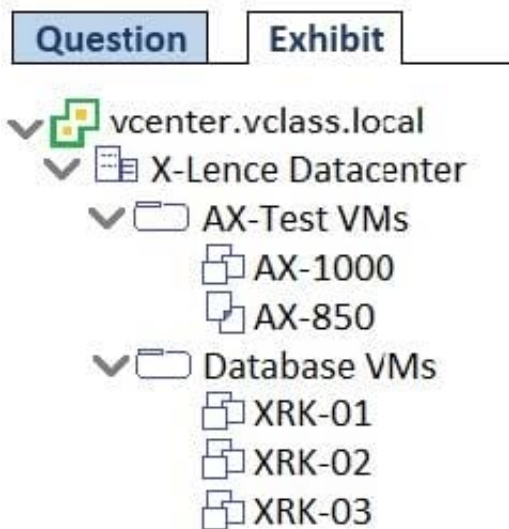 Question Exhibit
vcenter.vclass.local
X-Lence Datacenter
AX-Test VMs
AX-1000
AX-850
Database VMs
XRK-01
XRK-02
XRK-03